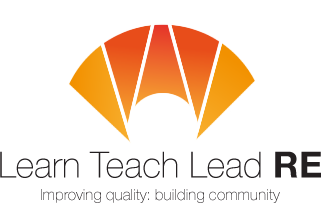 Learn Teach Lead RE
Improving quality: building community